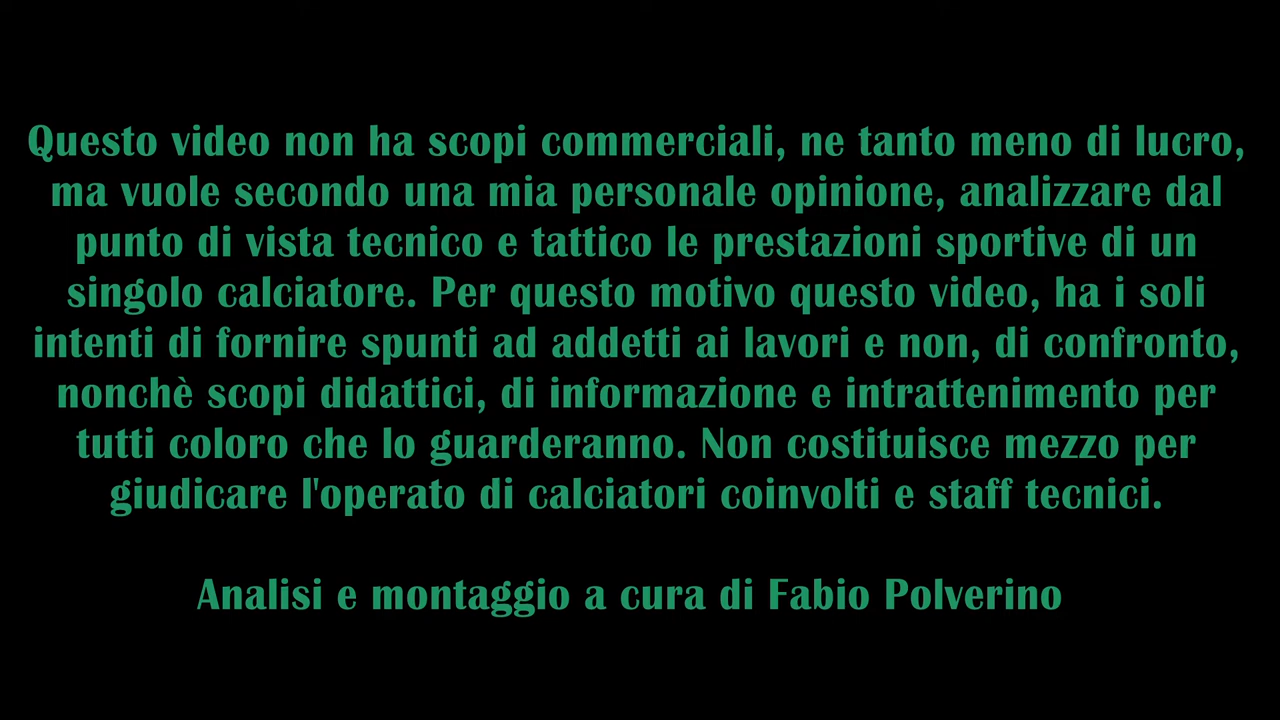 Questo video non ha scopi commerciali, ne tanto meno di lucro,
ma vuole secondo una mia personale opinione, analizzare dal
punto di vista tecnico e tattico le prestazioni sportive di un
singolo calciatore. Per questo motivo questo video, ha i soli
intenti di fornire spunti ad addetti ai lavori e non, di confronto,
nonchè scopi didattici, di informazione e intrattenimento per
tutti coloro che lo guarderanno. Non costituisce mezzo per
giudicare l'operato di calciatori coinvolti e staff tecnici.
Analisi e montaggio a cura di Fabio Polverino